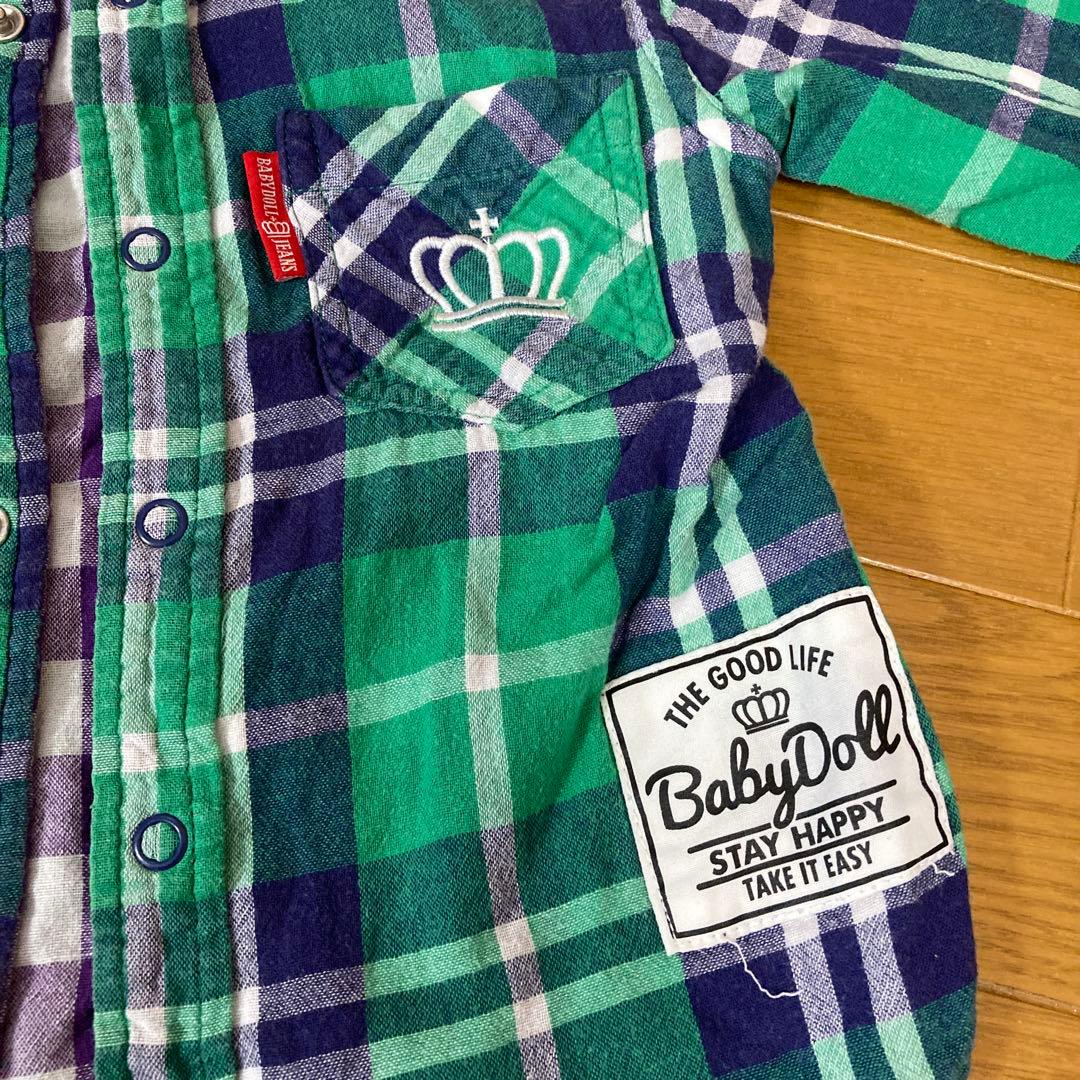 BABYDOLL JEANS
THE GOOD LIFE
BabyDoll
STAY HAPPY
TAKE IT EASY